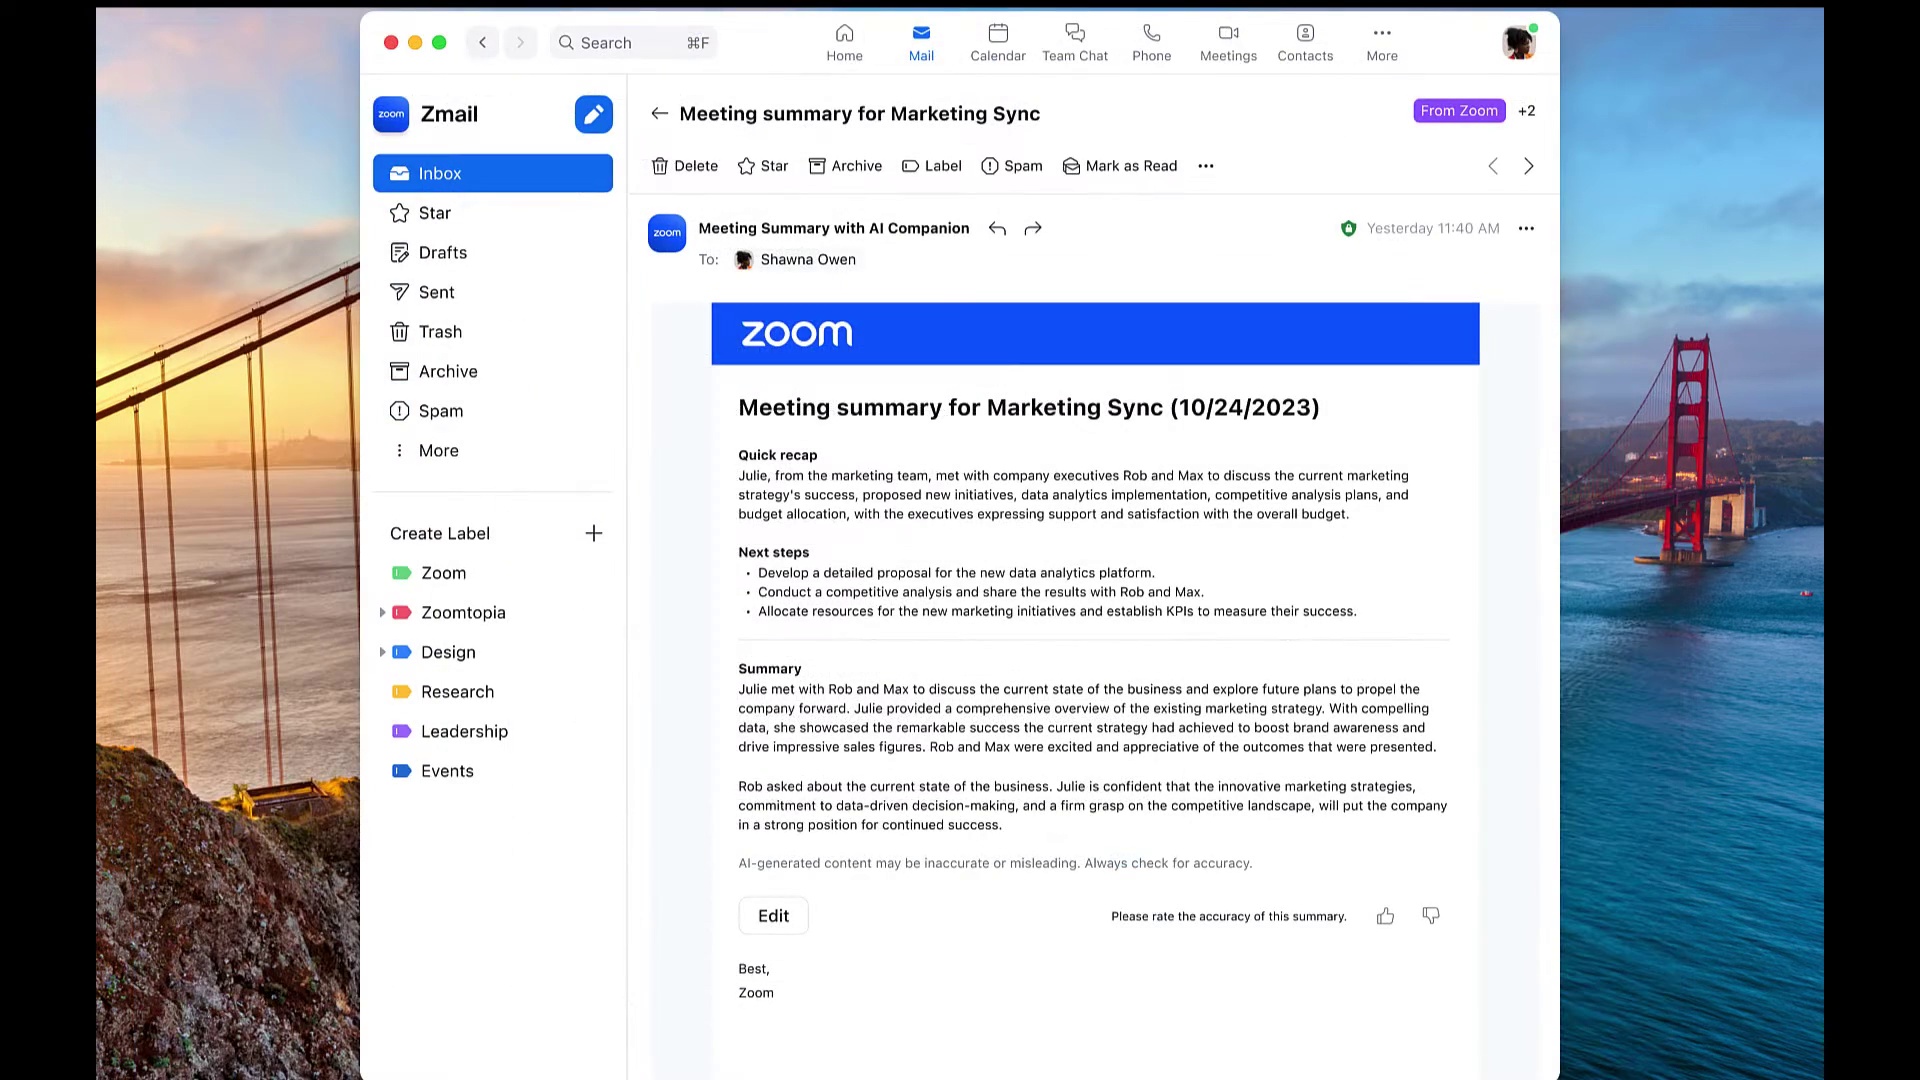 Search ⌘F
Home
Mail
Calendar
Team Chat
Phone
Meetings
Contacts
More
zoom
Zmail
Inbox
Star
Drafts
Sent
Trash
Archive
Spam
More
Create Label
Zoom
Zoomtopia
Design
Research
Leadership
Events
Meeting summary for Marketing Sync
From Zoom +2
Delete Star Archive Label Spam Mark as Read
zoom
Meeting Summary with AI Companion
Yesterday 11:40 AM
To: Shawna Owen
zoom
Meeting summary for Marketing Sync (10/24/2023)
Quick recap
Julie, from the marketing team, met with company executives Rob and Max to discuss the current marketing
strategy's success, proposed new initiatives, data analytics implementation, competitive analysis plans, and
budget allocation, with the executives expressing support and satisfaction with the overall budget.
Next steps
• Develop a detailed proposal for the new data analytics platform.
• Conduct a competitive analysis and share the results with Rob and Max.
• Allocate resources for the new marketing initiatives and establish KPIs to measure their success.
Summary
Julie met with Rob and Max to discuss the current state of the business and explore future plans to propel the
company forward. Julie provided a comprehensive overview of the existing marketing strategy. With compelling
data, she showcased the remarkable success the current strategy had achieved to boost brand awareness and
drive impressive sales figures. Rob and Max were excited and appreciative of the outcomes that were presented.
Rob asked about the current state of the business. Julie is confident that the innovative marketing strategies,
commitment to data-driven decision-making, and a firm grasp on the competitive landscape, will put the company
in a strong position for continued success.
AI-generated content may be inaccurate or misleading. Always check for accuracy.
Edit
Please rate the accuracy of this summary.
Best,
Zoom